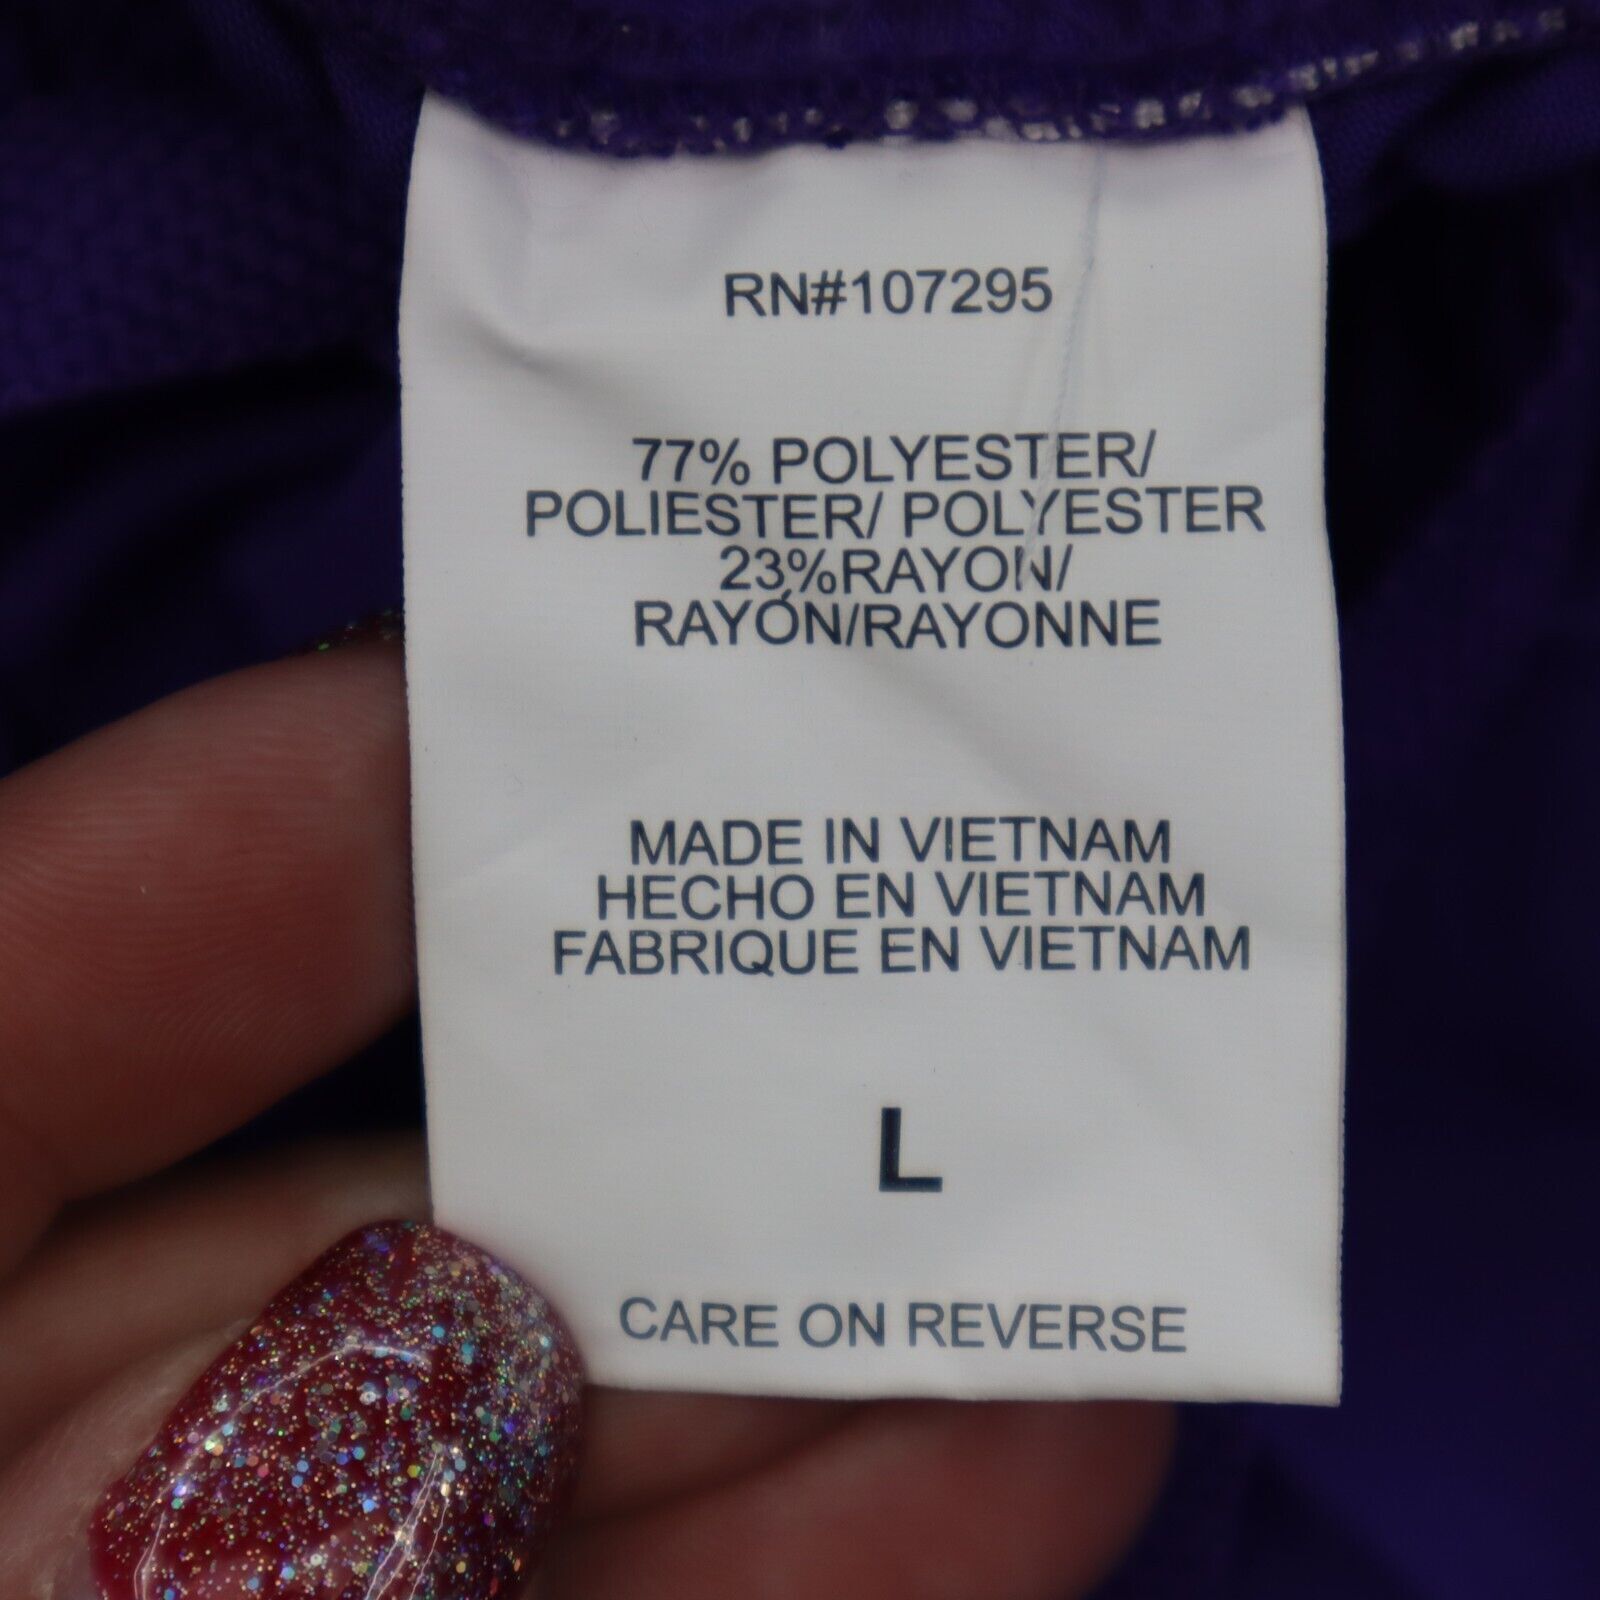 RN#107295
77% POLYESTER/
POLIESTER/ POLYESTER
23%RAYON/
RAYÓN/RAYONNE
MADE IN VIETNAM
HECHO EN VIETNAM
FABRIQUE EN VIETNAM
L
CARE ON REVERSE